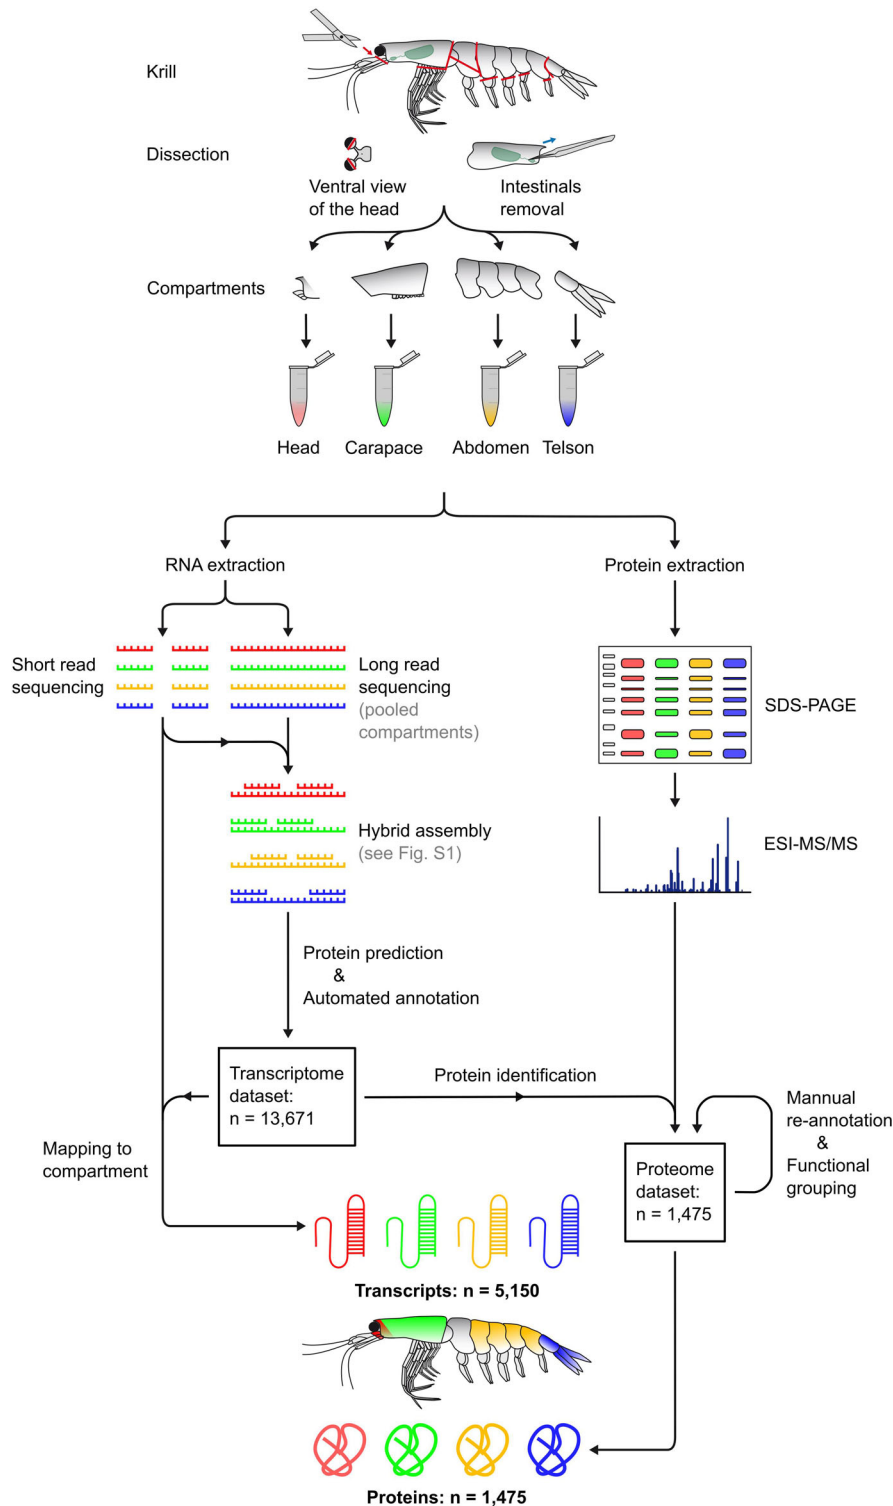 Krill
Dissection
Ventral view
of the head
Intestinals
removal
Compartments
Head
Carapace
Abdomen
Telson
RNA extraction
Protein extraction
Short read
sequencing
Long read
sequencing
(pooled
compartments)
SDS-PAGE
Hybrid assembly
(see Fig. S1)
ESI-MS/MS
Protein prediction
&
Automated annotation
Transcriptome
dataset:
n = 13,671
Protein identification
Mannual
re-annotation
&
Functional
grouping
Mapping to
compartment
Proteome
dataset:
n = 1,475
Transcripts: n = 5,150
Proteins: n = 1,475